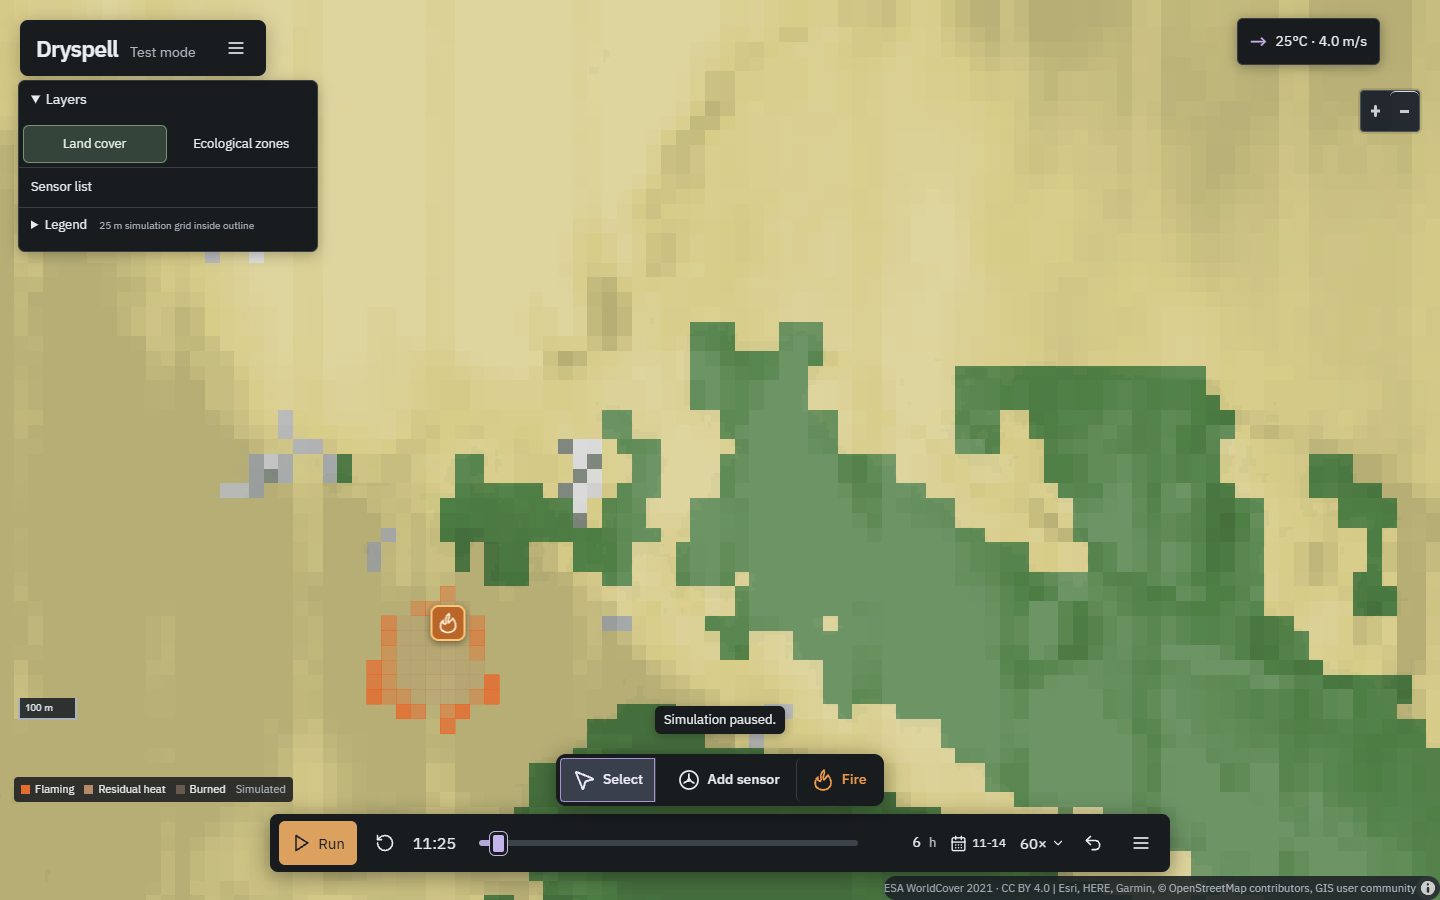 Dryspell Test mode
25°C · 4.0 m/s
Layers
Land cover Ecological zones
Sensor list
Legend 25 m simulation grid inside outline
+ −
100 m
Simulation paused.
Flaming Residual heat Burned Simulated
Select Add sensor Fire
Run 11:25 6 h 11-14 60×
ESA WorldCover 2021 · CC BY 4.0 | Esri, HERE, Garmin, © OpenStreetMap contributors, GIS user community